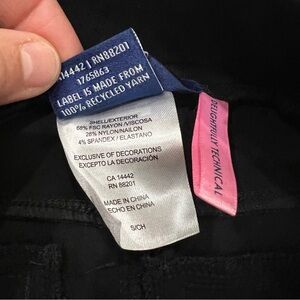 14442 | RN88201
1765863
LABEL IS MADE FROM
100% RECYCLED YARN
SHELL/EXTERIOR
68% FSC RAYON/VISCOSA
28% NYLON/NAILON
4% SPANDEX / ELASTANO
EXCLUSIVE OF DECORATIONS
EXCEPTO LA DECORACIÓN
CA 14442
RN 88201
MADE IN CHINA
ECHO EN CHINA
S/CH
DELIGHTFULLY TECHNICAL